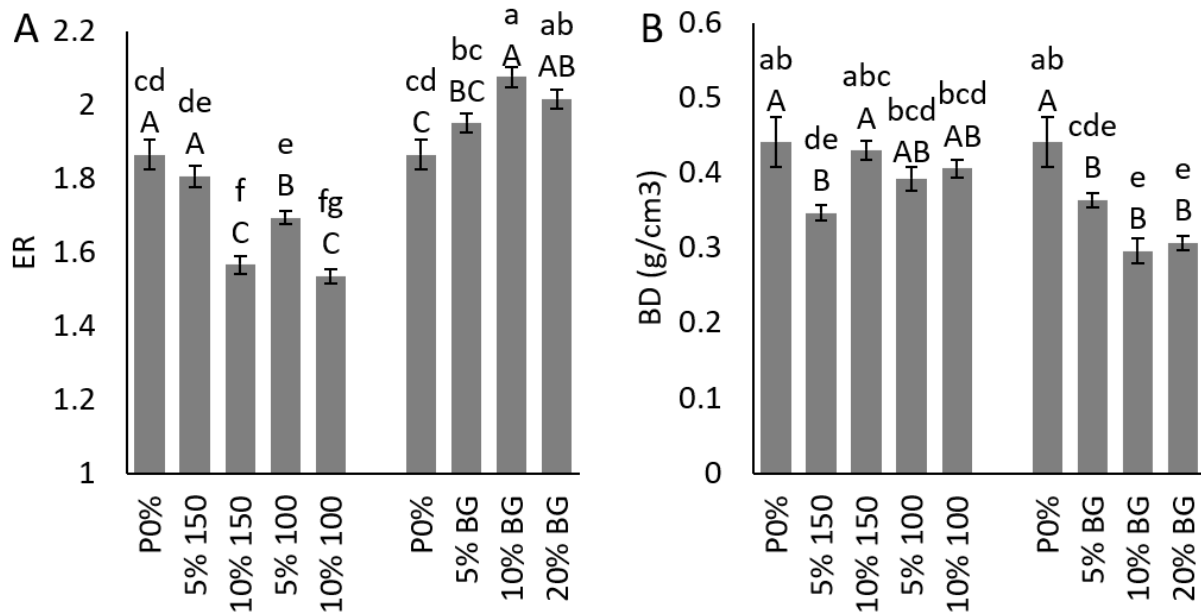 A
ER
2.2
2
1.8
1.6
1.4
1.2
1
cd
A
de
A
f
C
e
B
fg
C
cd
C
bc
BC
a
A
ab
AB
P0%
5% 150
10% 150
5% 100
10% 100
P0%
5% BG
10% BG
20% BG
B
BD (g/cm3)
0.6
0.5
0.4
0.3
0.2
0.1
0
ab
A
de
B
abc
A
bcd
AB
bcd
AB
ab
A
cde
B
e
B
e
B
P0%
5% 150
10% 150
5% 100
10% 100
P0%
5% BG
10% BG
20% BG